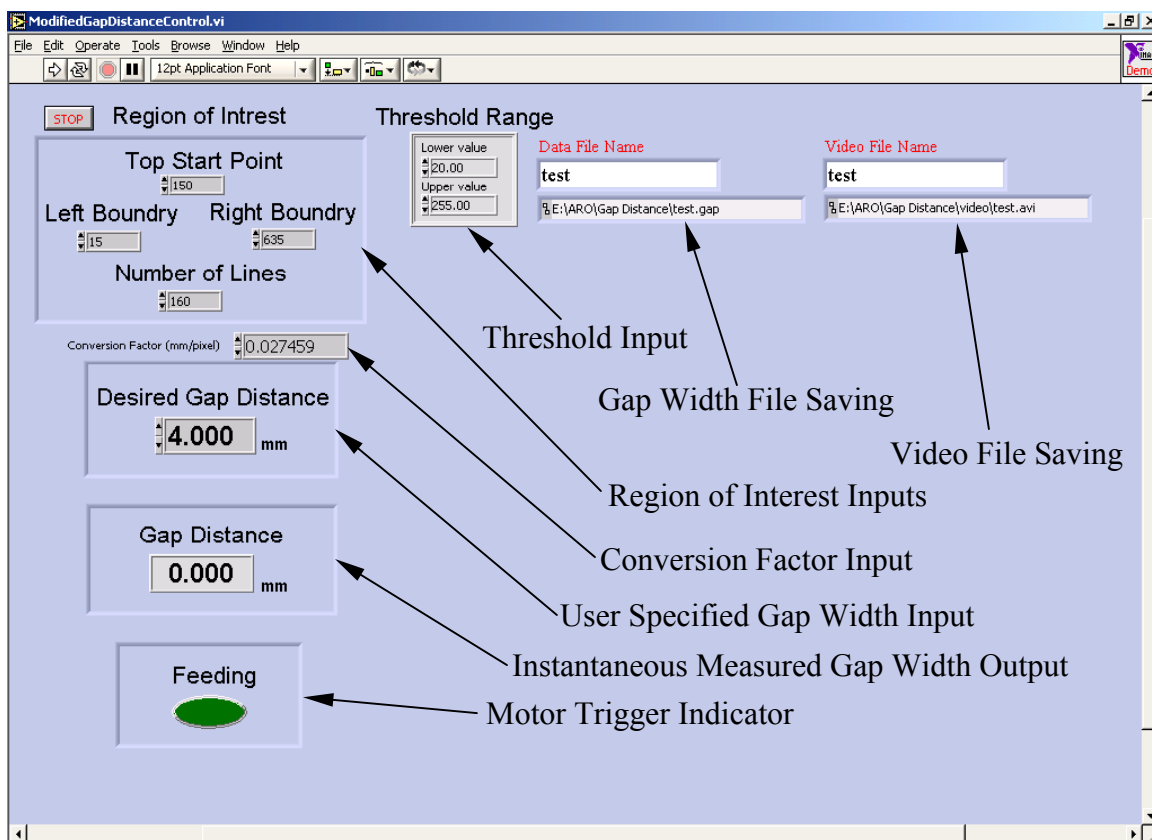 ModifiedGapDistanceControl.vi
File Edit Operate Tools Browse Window Help
12pt Application Font
Demo
STOP
Region of Intrest
Top Start Point
150
Left Boundry Right Boundry
15 635
Number of Lines
160
Threshold Range
Lower value
20.00
Upper value
255.00
Data File Name
test
E:\ARO\Gap Distance\test.gap
Video File Name
test
E:\ARO\Gap Distance\video\test.avi
Conversion Factor (mm/pixel) 0.027459
Desired Gap Distance
4.000 mm
Gap Distance
0.000 mm
Feeding
Threshold Input
Gap Width File Saving
Video File Saving
Region of Interest Inputs
Conversion Factor Input
User Specified Gap Width Input
Instantaneous Measured Gap Width Output
Motor Trigger Indicator